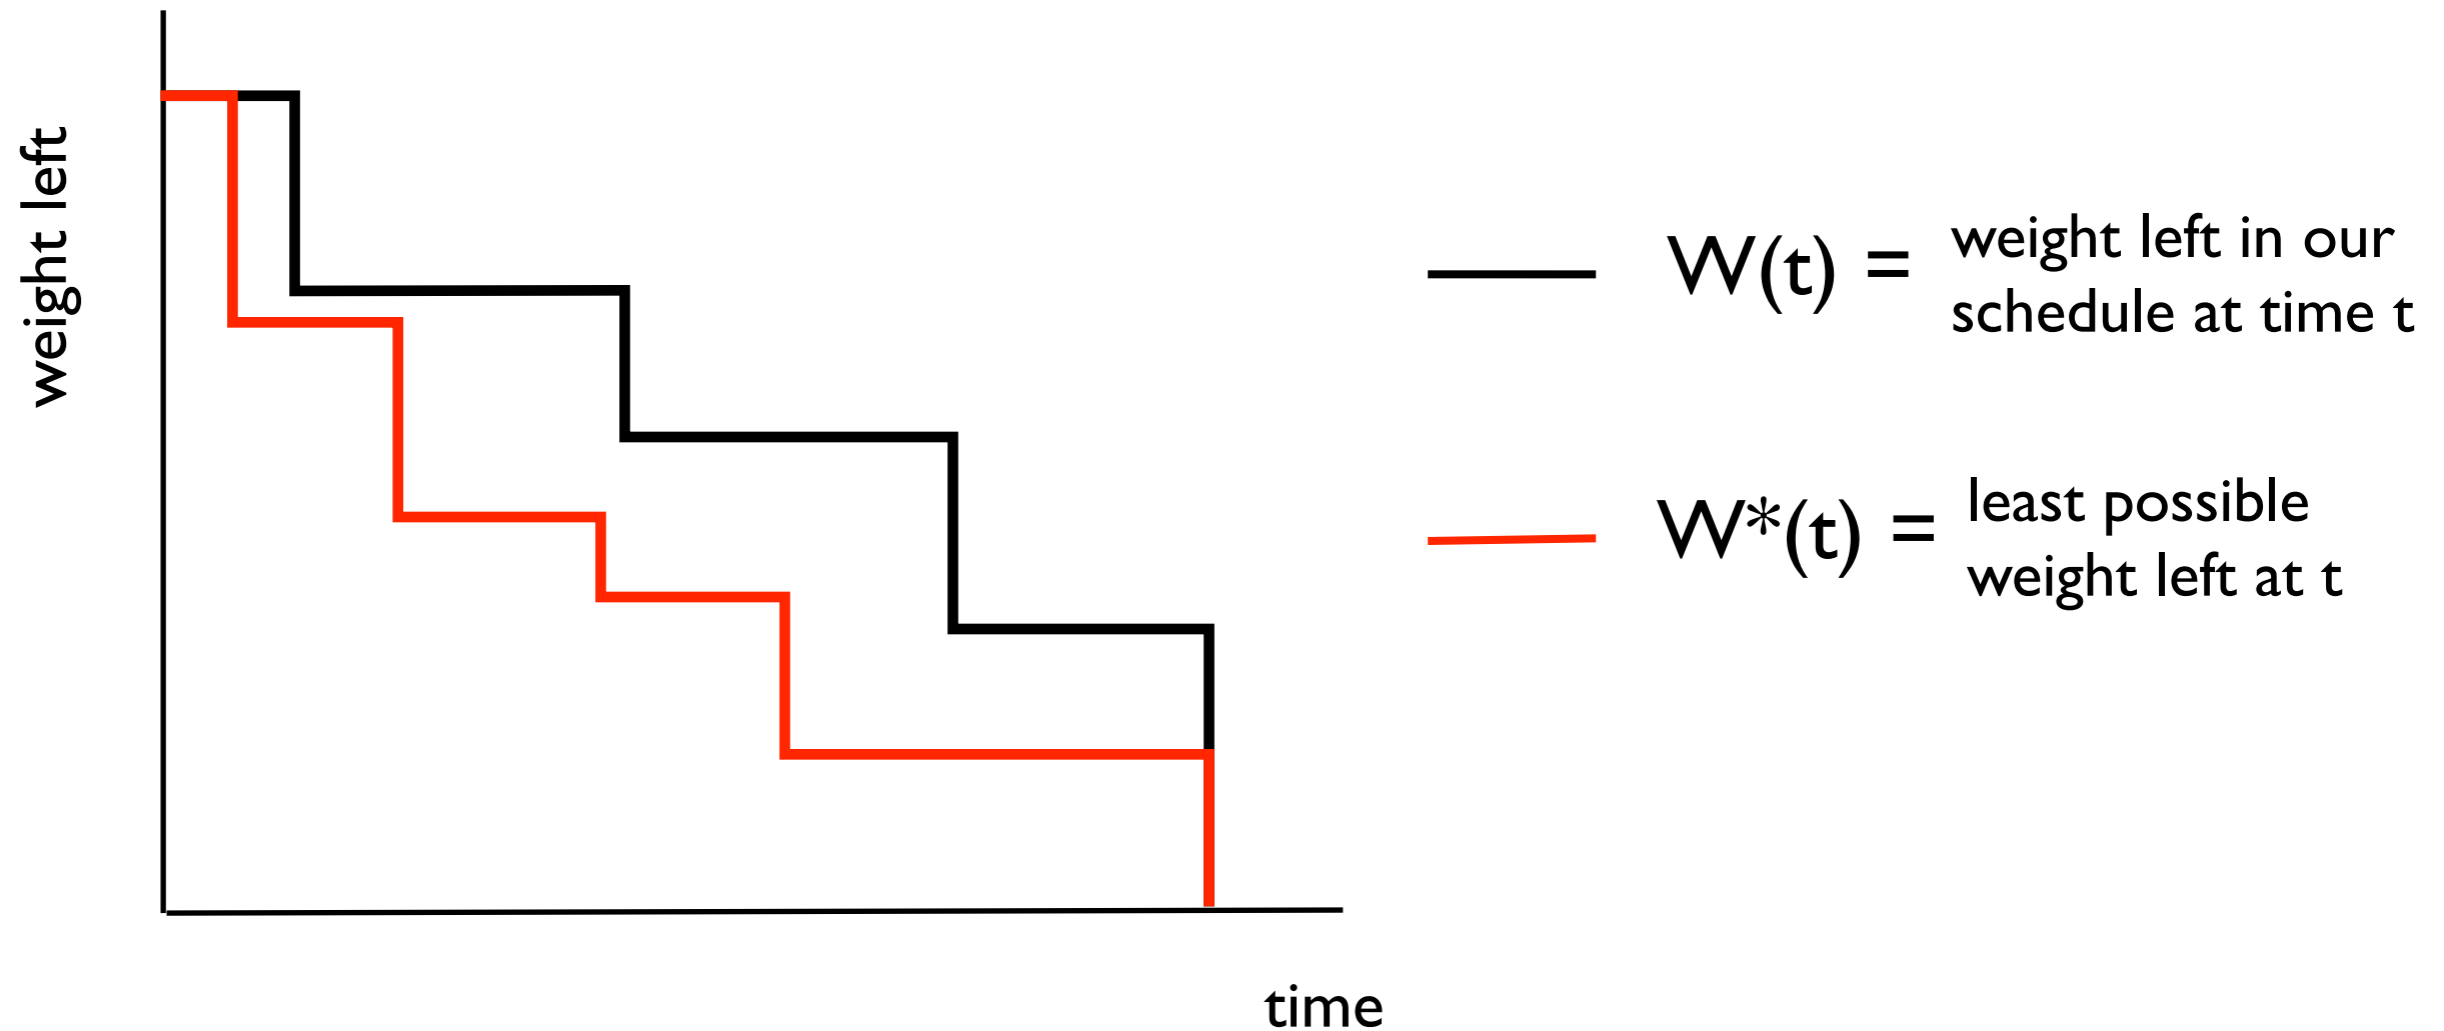 weight left
W(t) = weight left in our
schedule at time t
W*(t) = least possible
weight left at t
time